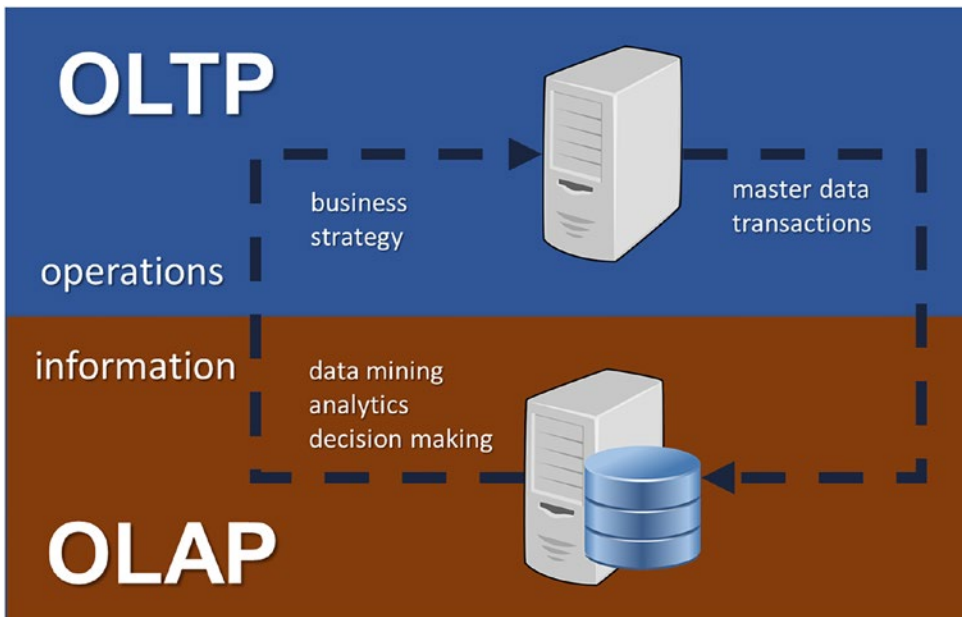 OLTP
business
strategy
master data
transactions
operations
information
data mining
analytics
decision making
OLAP